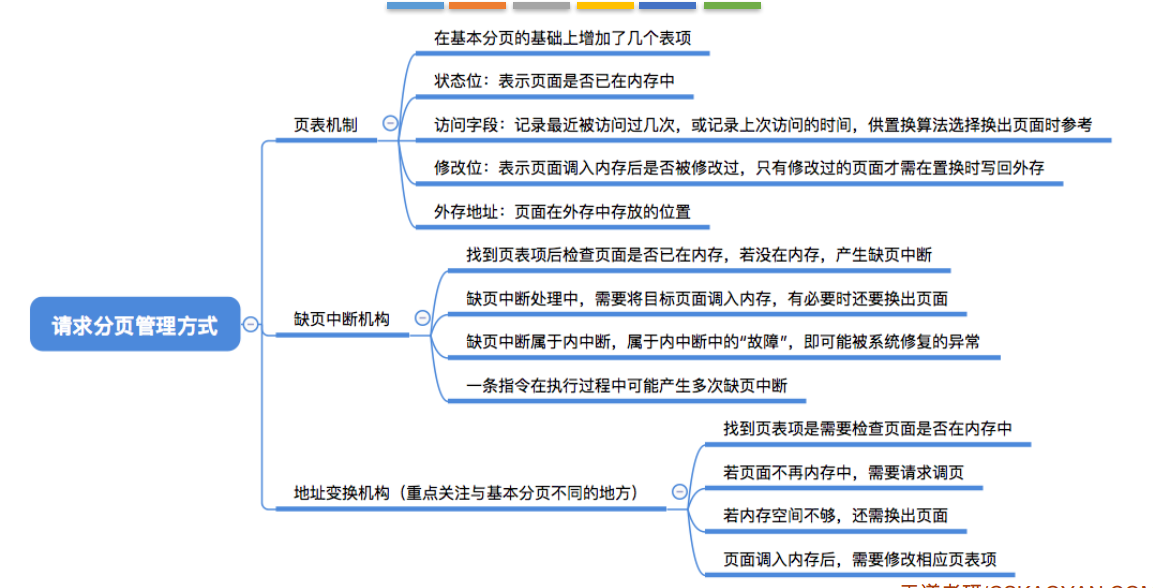 在基本分页的基础上增加了几个表项
状态位：表示页面是否已在内存中
页表机制
访问字段：记录最近被访问过几次，或记录上次访问的时间，供置换算法选择换出页面时参考
修改位：表示页面调入内存后是否被修改过，只有修改过的页面才需在置换时写回外存
外存地址：页面在外存中存放的位置
找到页表项后检查页面是否已在内存，若没在内存，产生缺页中断
缺页中断处理中，需要将目标页面调入内存，有必要时还要换出页面
请求分页管理方式
缺页中断机构
缺页中断属于内中断，属于内中断中的“故障”，即可能被系统修复的异常
一条指令在执行过程中可能产生多次缺页中断
找到页表项是需要检查页面是否在内存中
若页面不再内存中，需要请求调页
地址变换机构（重点关注与基本分页不同的地方）
若内存空间不够，还需换出页面
页面调入内存后，需要修改相应页表项